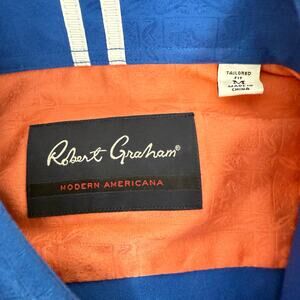 TAILORED
FIT
M
MADE IN
CHINA
Robert Graham®
MODERN AMERICANA